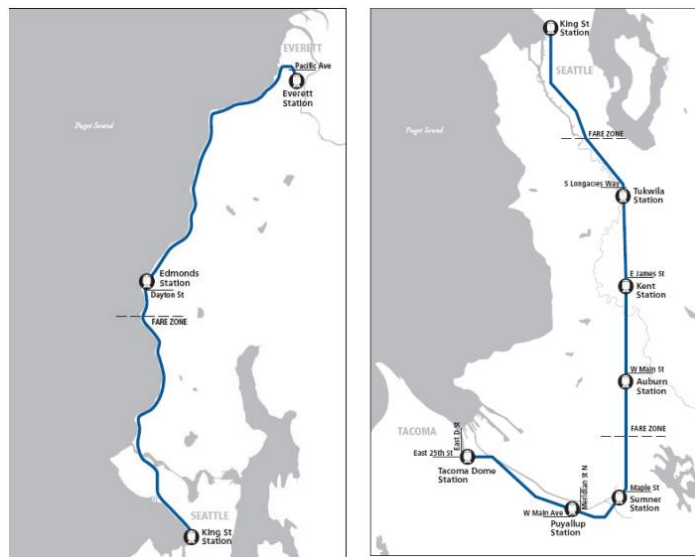 EVERETT
Pacific Ave
Everett
Station
Puget Sound
Edmonds
Station
Dayton St
FARE ZONE
SEATTLE
King St
Station
King St
Station
SEATTLE
Puget Sound
FARE ZONE
S Longacres Way
Tukwila
Station
E James St
Kent
Station
W Main St
Auburn
Station
FARE ZONE
TACOMA
East D St
East 25th St
Tacoma Dome
Station
Meridian St N
Maple St
Sumner
Station
W Main Ave
Puyallup
Station